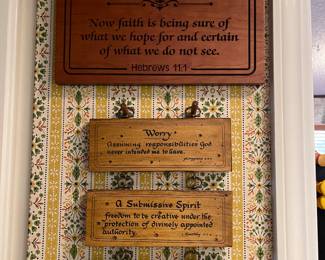 Now faith is being sure of
what we hope for and certain
of what we do not see.
Hebrews 11:1
Worry
Assuming responsibilities God
never intended me to have.
A Submissive Spirit
freedom to be creative under the
protection of divinely appointed
authority.